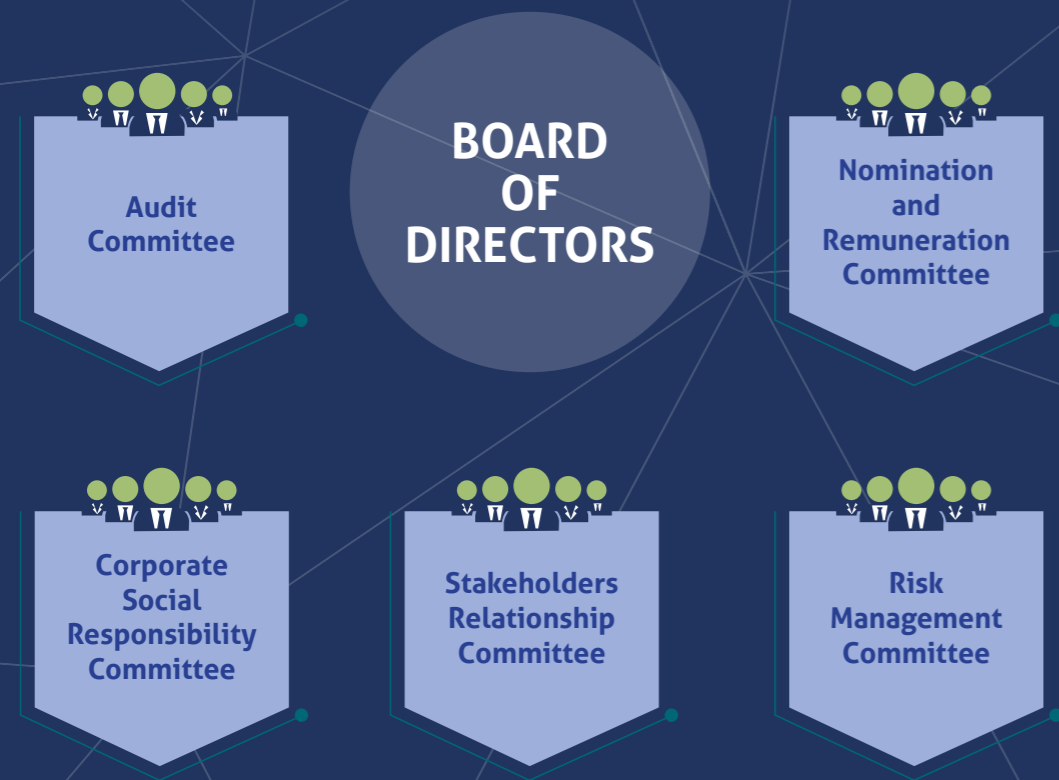 BOARD
OF
DIRECTORS
Audit
Committee
Nomination
and
Remuneration
Committee
Corporate
Social
Responsibility
Committee
Stakeholders
Relationship
Committee
Risk
Management
Committee